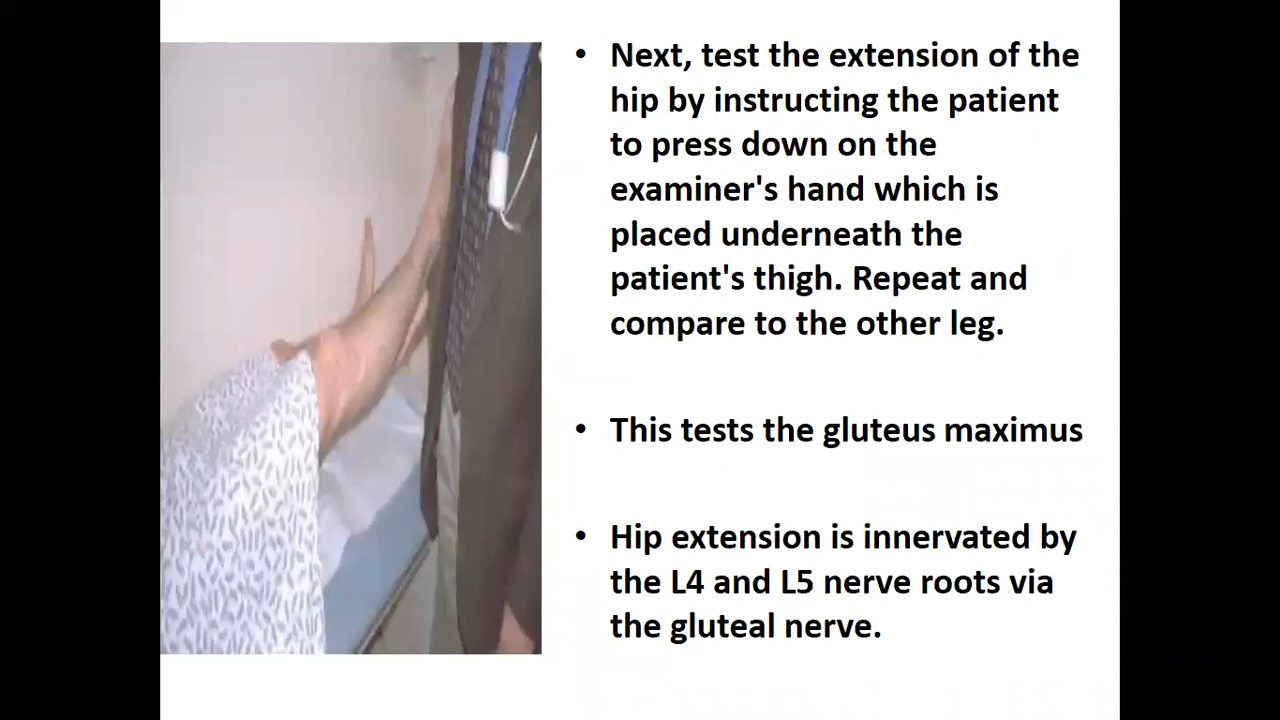 • Next, test the extension of the
hip by instructing the patient
to press down on the
examiner's hand which is
placed underneath the
patient's thigh. Repeat and
compare to the other leg.
• This tests the gluteus maximus
• Hip extension is innervated by
the L4 and L5 nerve roots via
the gluteal nerve.